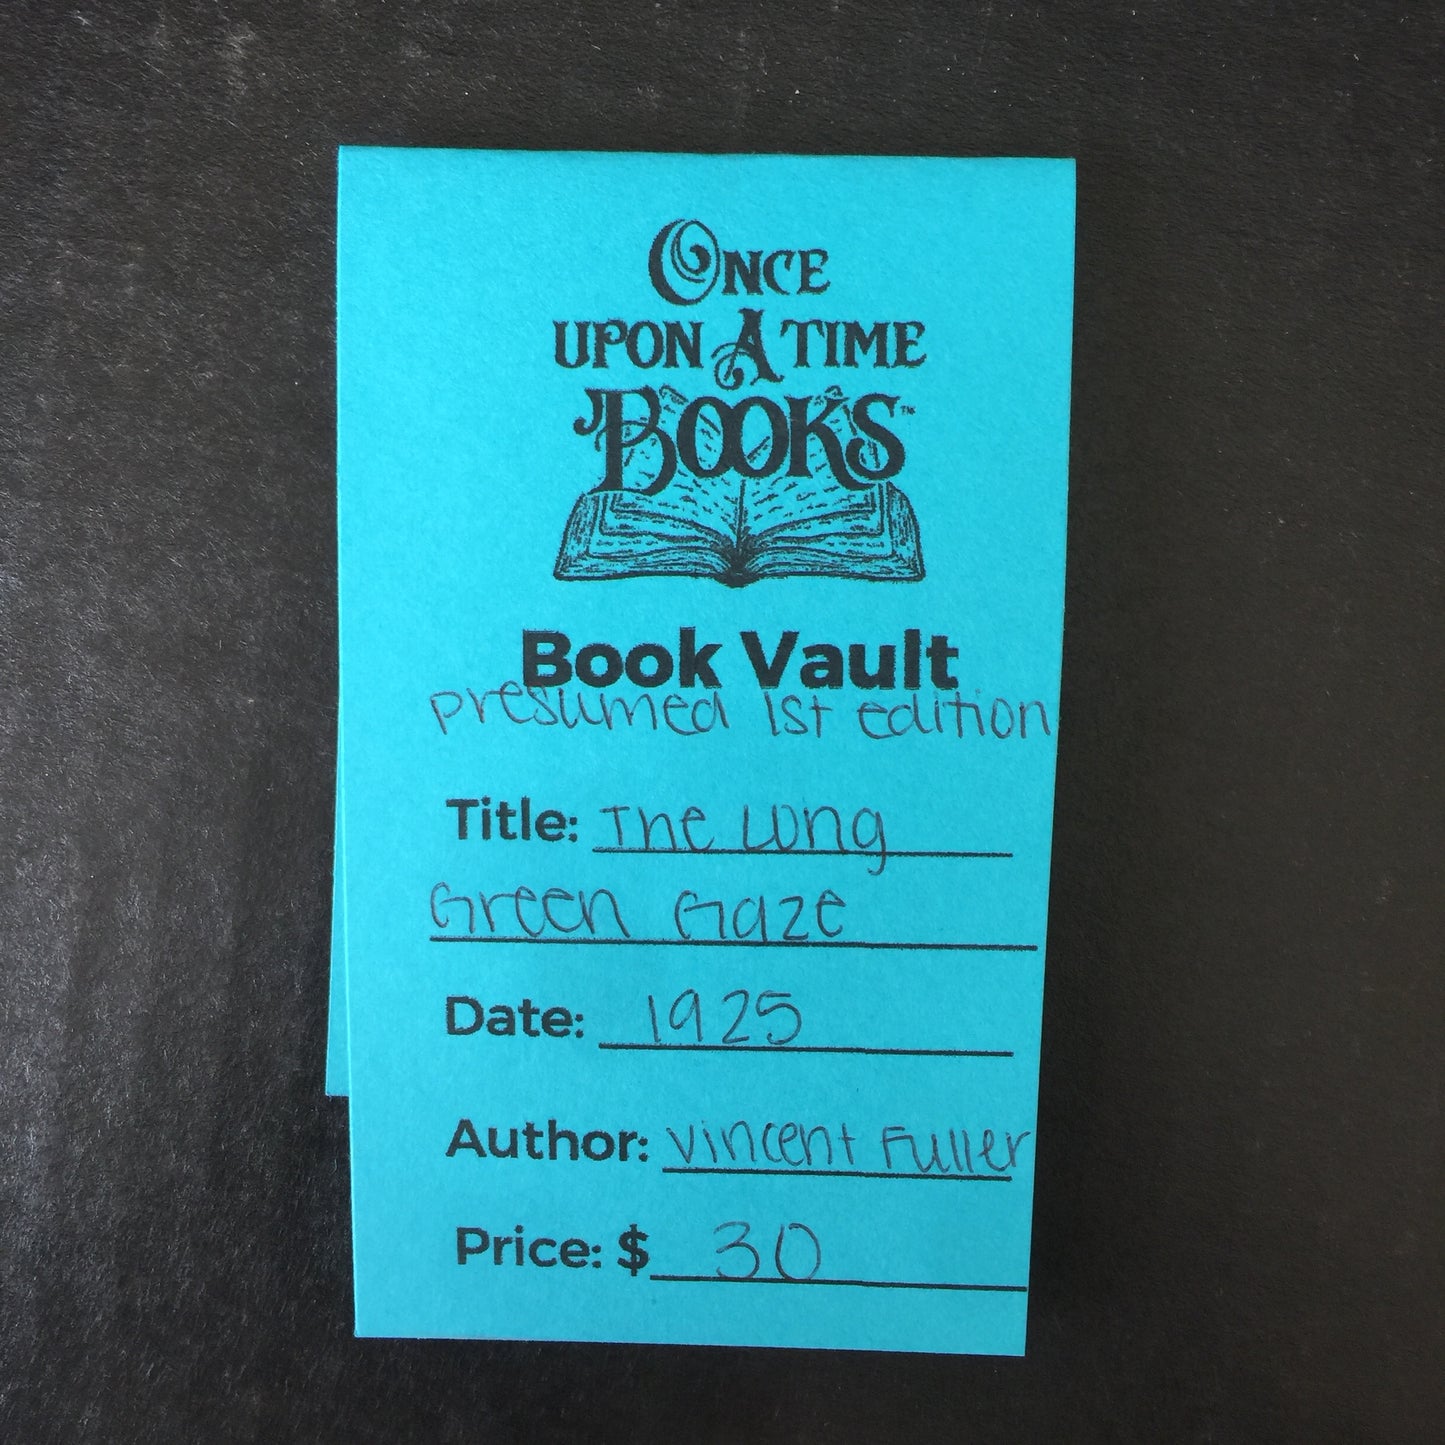 ONCE
UPON A TIME
BOOKS™
Book Vault
presumed 1st edition
Title: The Long
Green Gaze
Date: 1925
Author: Vincent Fuller
Price: $ 30